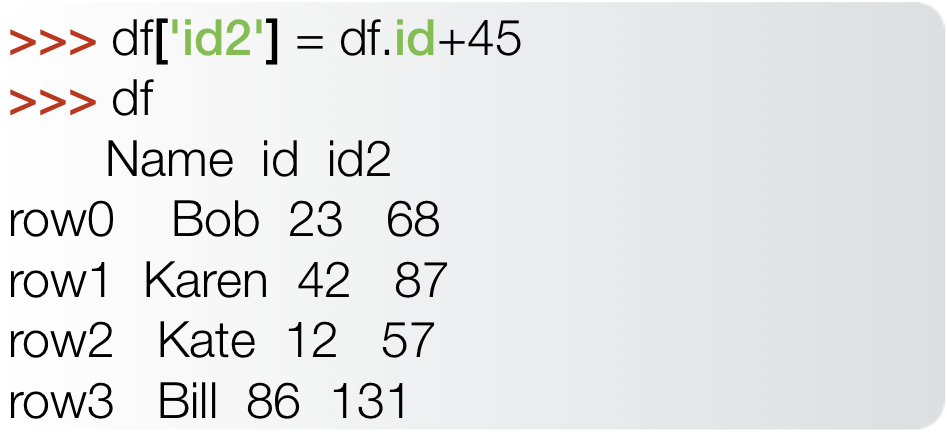 >>> df['id2'] = df.id+45
>>> df
Name id id2
row0 Bob 23 68
row1 Karen 42 87
row2 Kate 12 57
row3 Bill 86 131